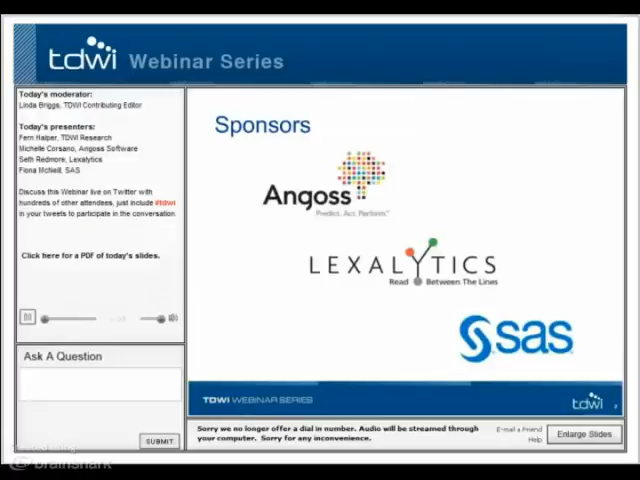 tdwi Webinar Series
Today's moderator:
Linda Briggs, TDWI Contributing Editor
Today's presenters:
Fern Halper, TDWI Research
Michelle Corsano, Angoss Software
Seth Redmore, Lexalytics
Fiona McNeill, SAS
Discuss this Webinar live on Twitter with
hundreds of other attendees, just include #tdwi
in your tweets to participate in the conversation.
Click here for a PDF of today's slides.
Ask A Question
SUBMIT
brainshark
Sponsors
Angoss
Predict. Act. Perform.™
LEXALYTICS
Read Between The Lines
sas
TDWI WEBINAR SERIES
tdwi
Sorry we no longer offer a dial in number. Audio will be streamed through
your computer. Sorry for any inconvenience.
E-mail a Friend
Help
Enlarge Slides